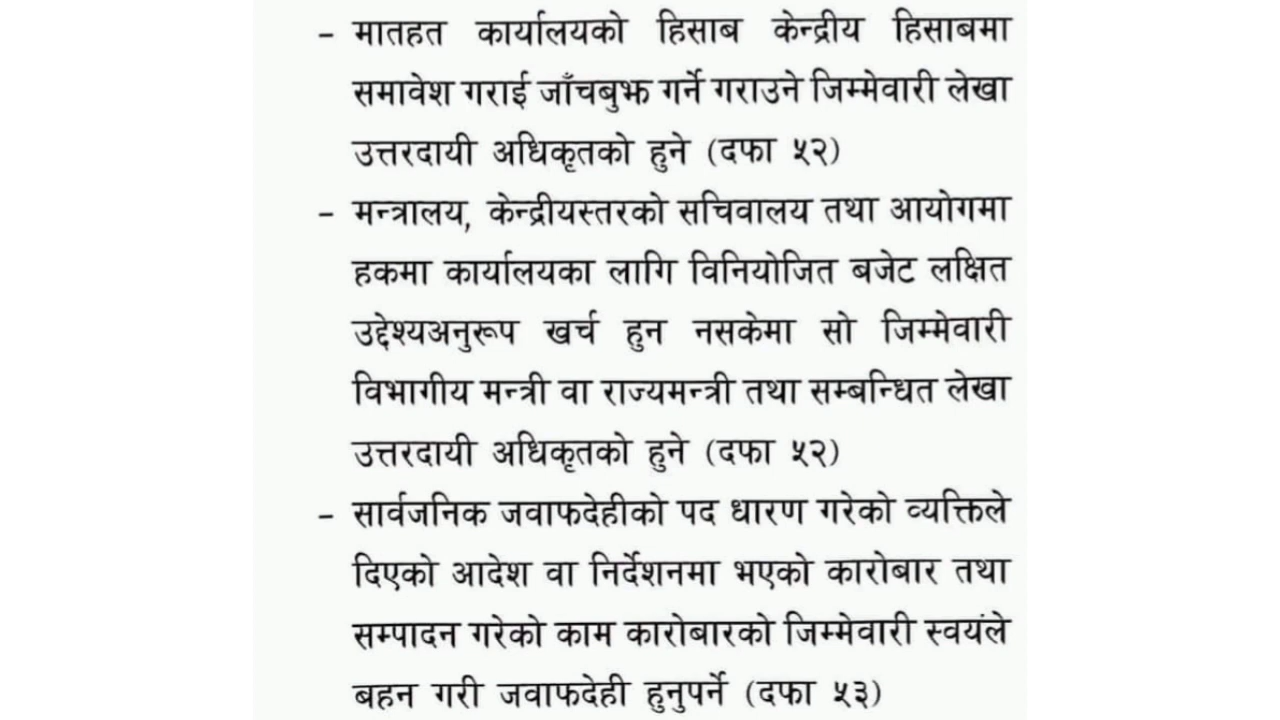 - मातहत कार्यालयको हिसाब केन्द्रीय हिसाबमा
समावेश गराई जाँचबुझ गर्ने गराउने जिम्मेवारी लेखा
उत्तरदायी अधिकृतको हुने (दफा ५२)
- मन्त्रालय, केन्द्रीयस्तरको सचिवालय तथा आयोगमा
हकमा कार्यालयका लागि विनियोजित बजेट लक्षित
उद्देश्यअनुरूप खर्च हुन नसकेमा सो जिम्मेवारी
विभागीय मन्त्री वा राज्यमन्त्री तथा सम्बन्धित लेखा
उत्तरदायी अधिकृतको हुने (दफा ५२)
- सार्वजनिक जवाफदेहीको पद धारण गरेको व्यक्तिले
दिएको आदेश वा निर्देशनमा भएको कारोबार तथा
सम्पादन गरेको काम कारोबारको जिम्मेवारी स्वयंले
बहन गरी जवाफदेही हुनुपर्ने (दफा ५३)